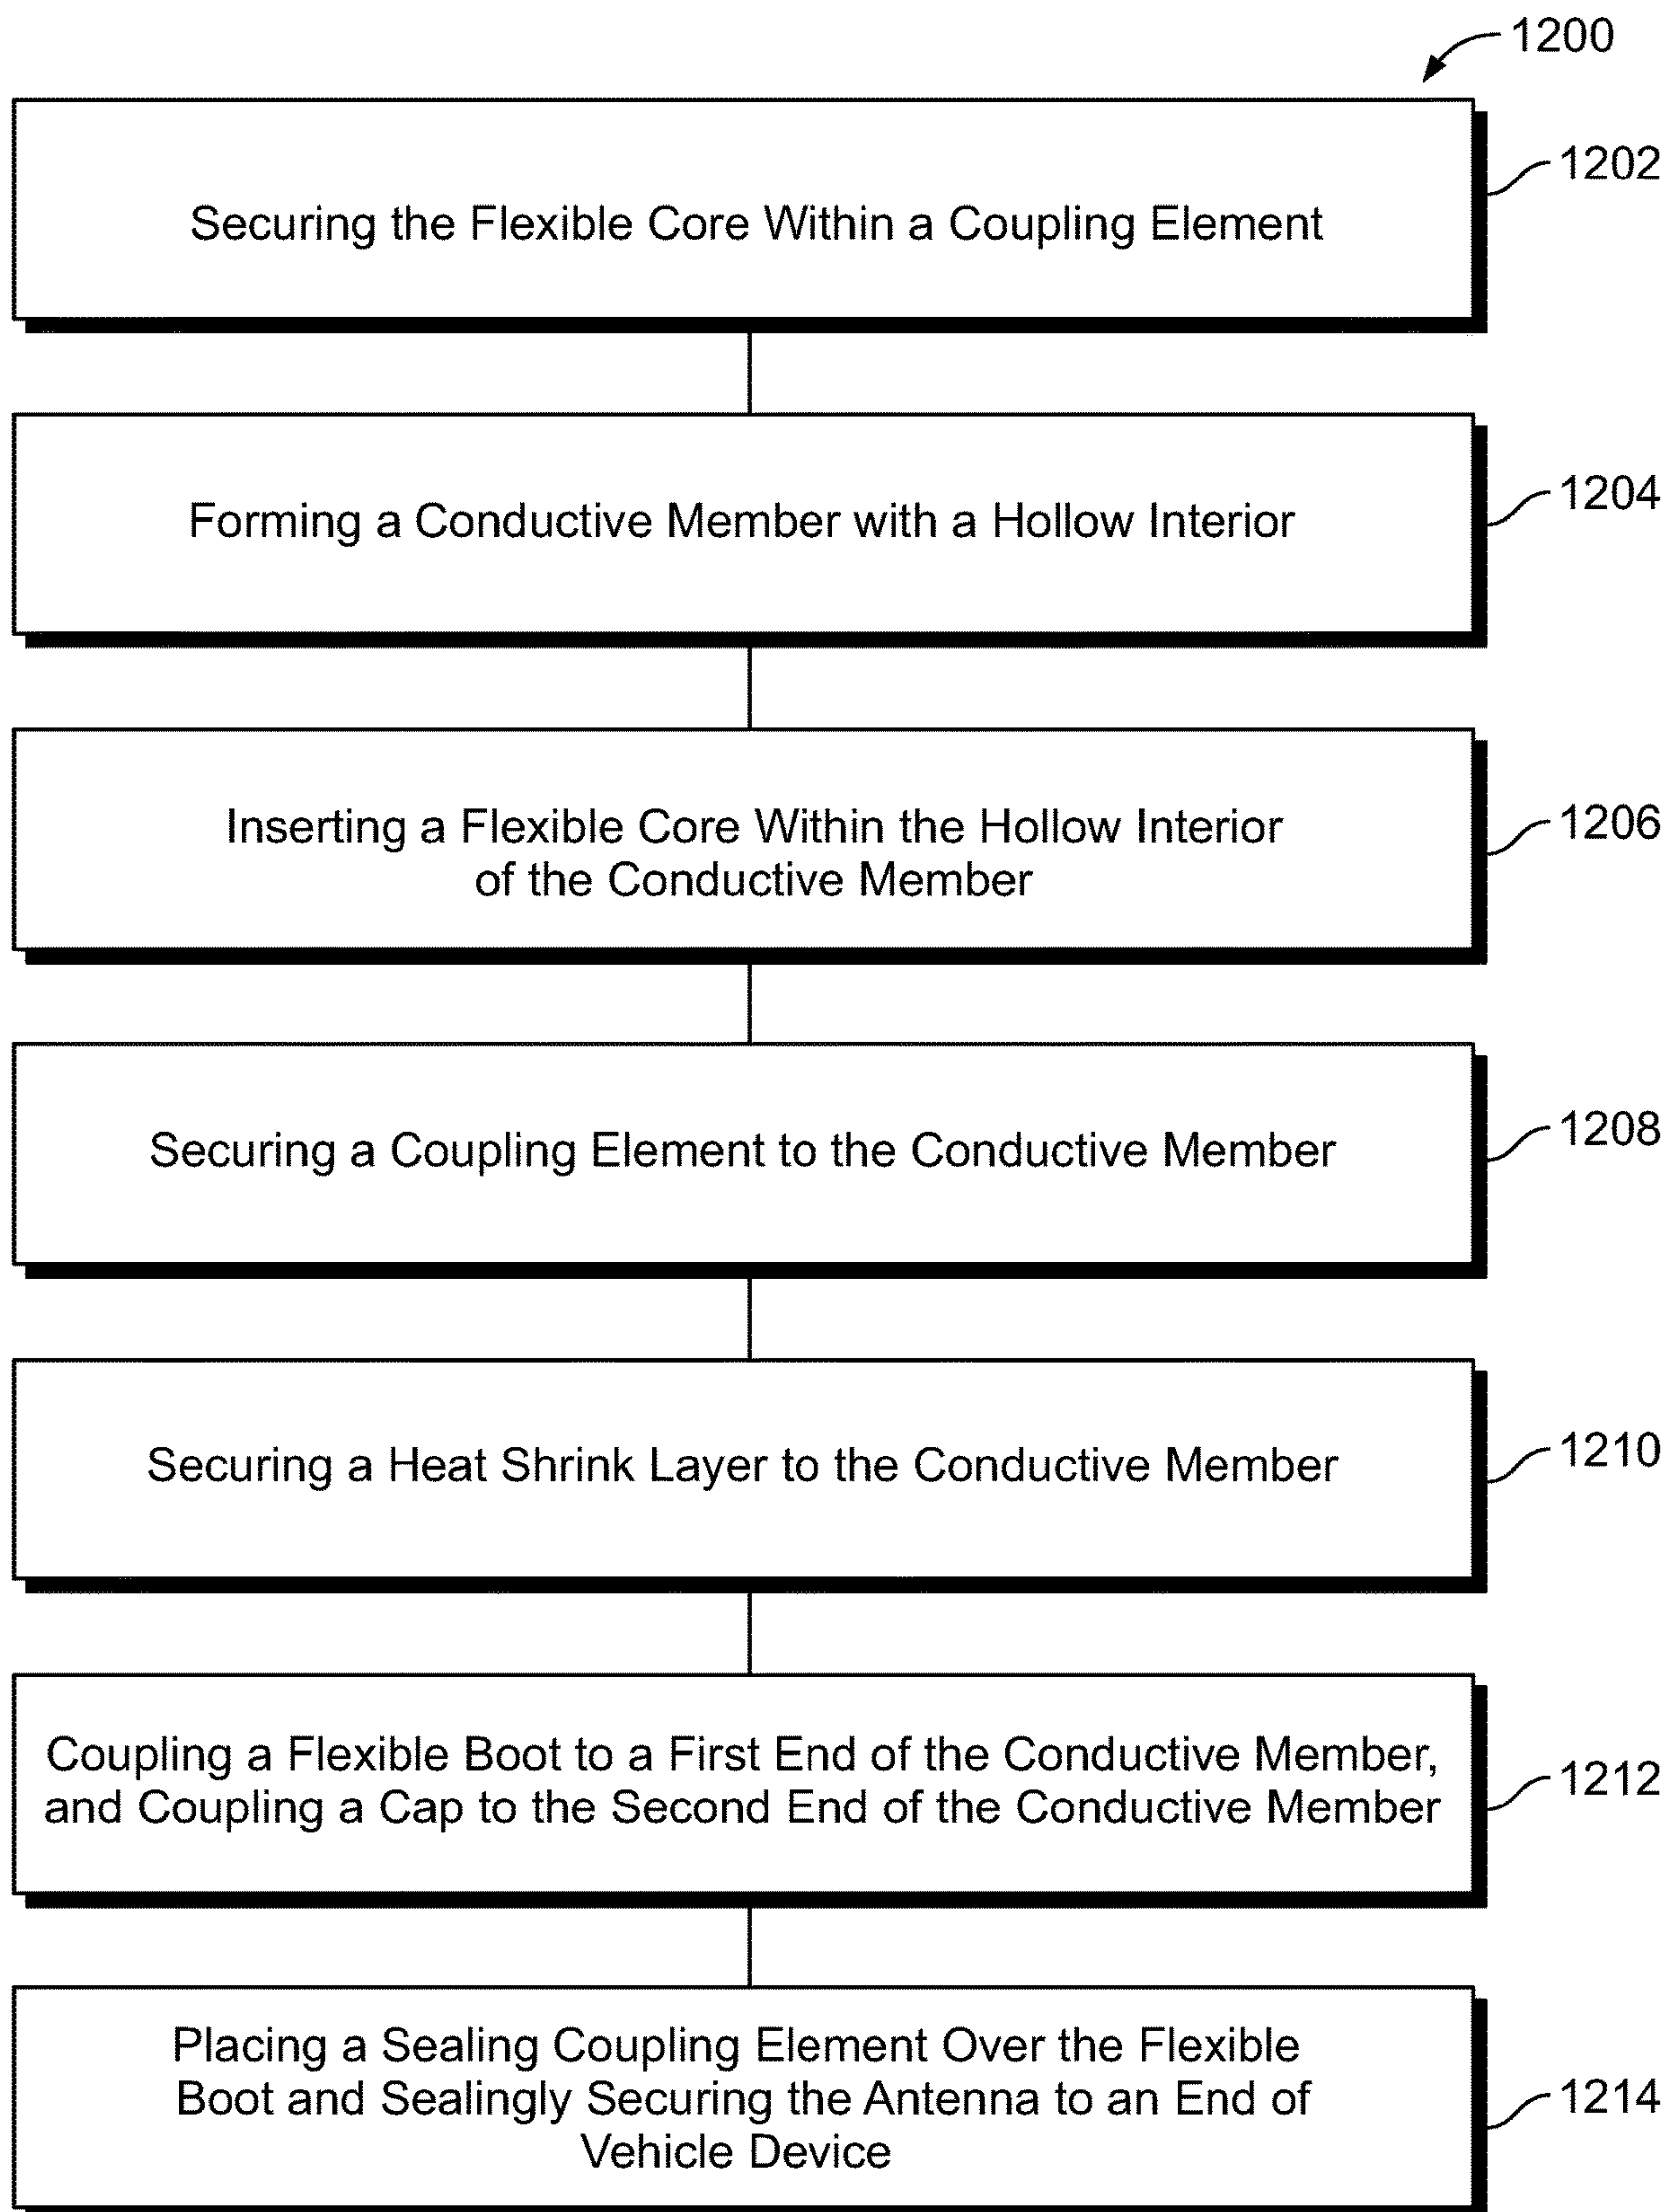 1200
Securing the Flexible Core Within a Coupling Element
1202
Forming a Conductive Member with a Hollow Interior
1204
Inserting a Flexible Core Within the Hollow Interior
of the Conductive Member
1206
Securing a Coupling Element to the Conductive Member
1208
Securing a Heat Shrink Layer to the Conductive Member
1210
Coupling a Flexible Boot to a First End of the Conductive Member,
and Coupling a Cap to the Second End of the Conductive Member
1212
Placing a Sealing Coupling Element Over the Flexible
Boot and Sealingly Securing the Antenna to an End of
Vehicle Device
1214